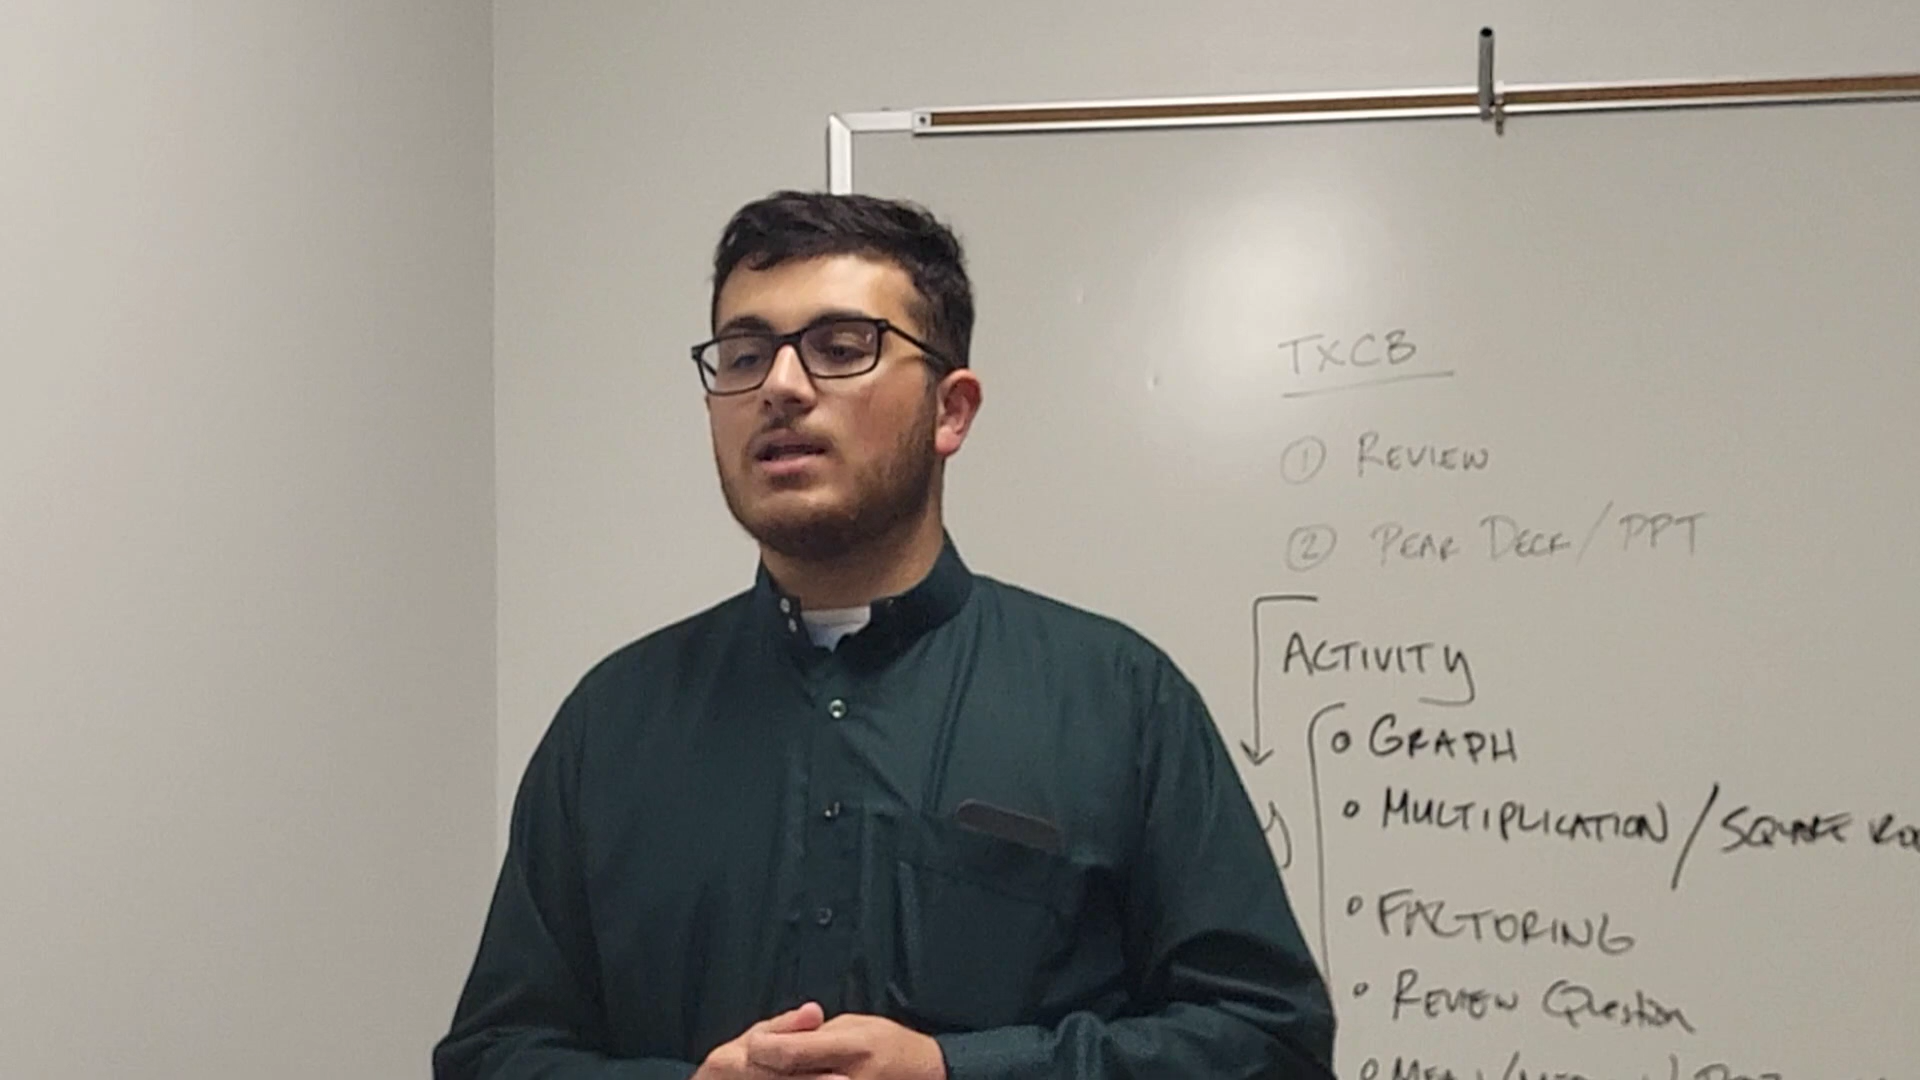 TXCB
① REVIEW
② PEAR DECK/PPT
ACTIVITY
GRAPH
MULTIPLICATION/SQUARE
FACTORING
REVIEW QUESTION